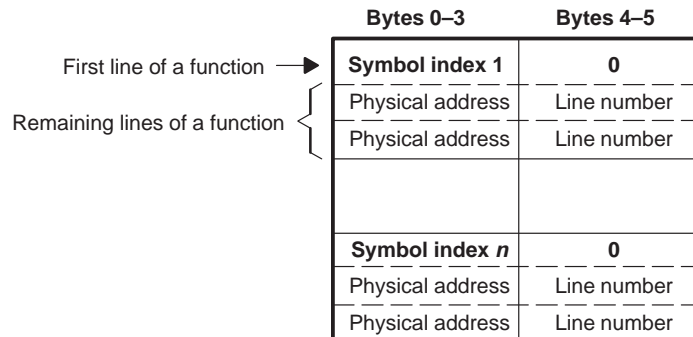 Bytes 0–3 Bytes 4–5
First line of a function Symbol index 1 0
Physical address Line number
Remaining lines of a function
Physical address Line number
Symbol index n 0
Physical address Line number
Physical address Line number